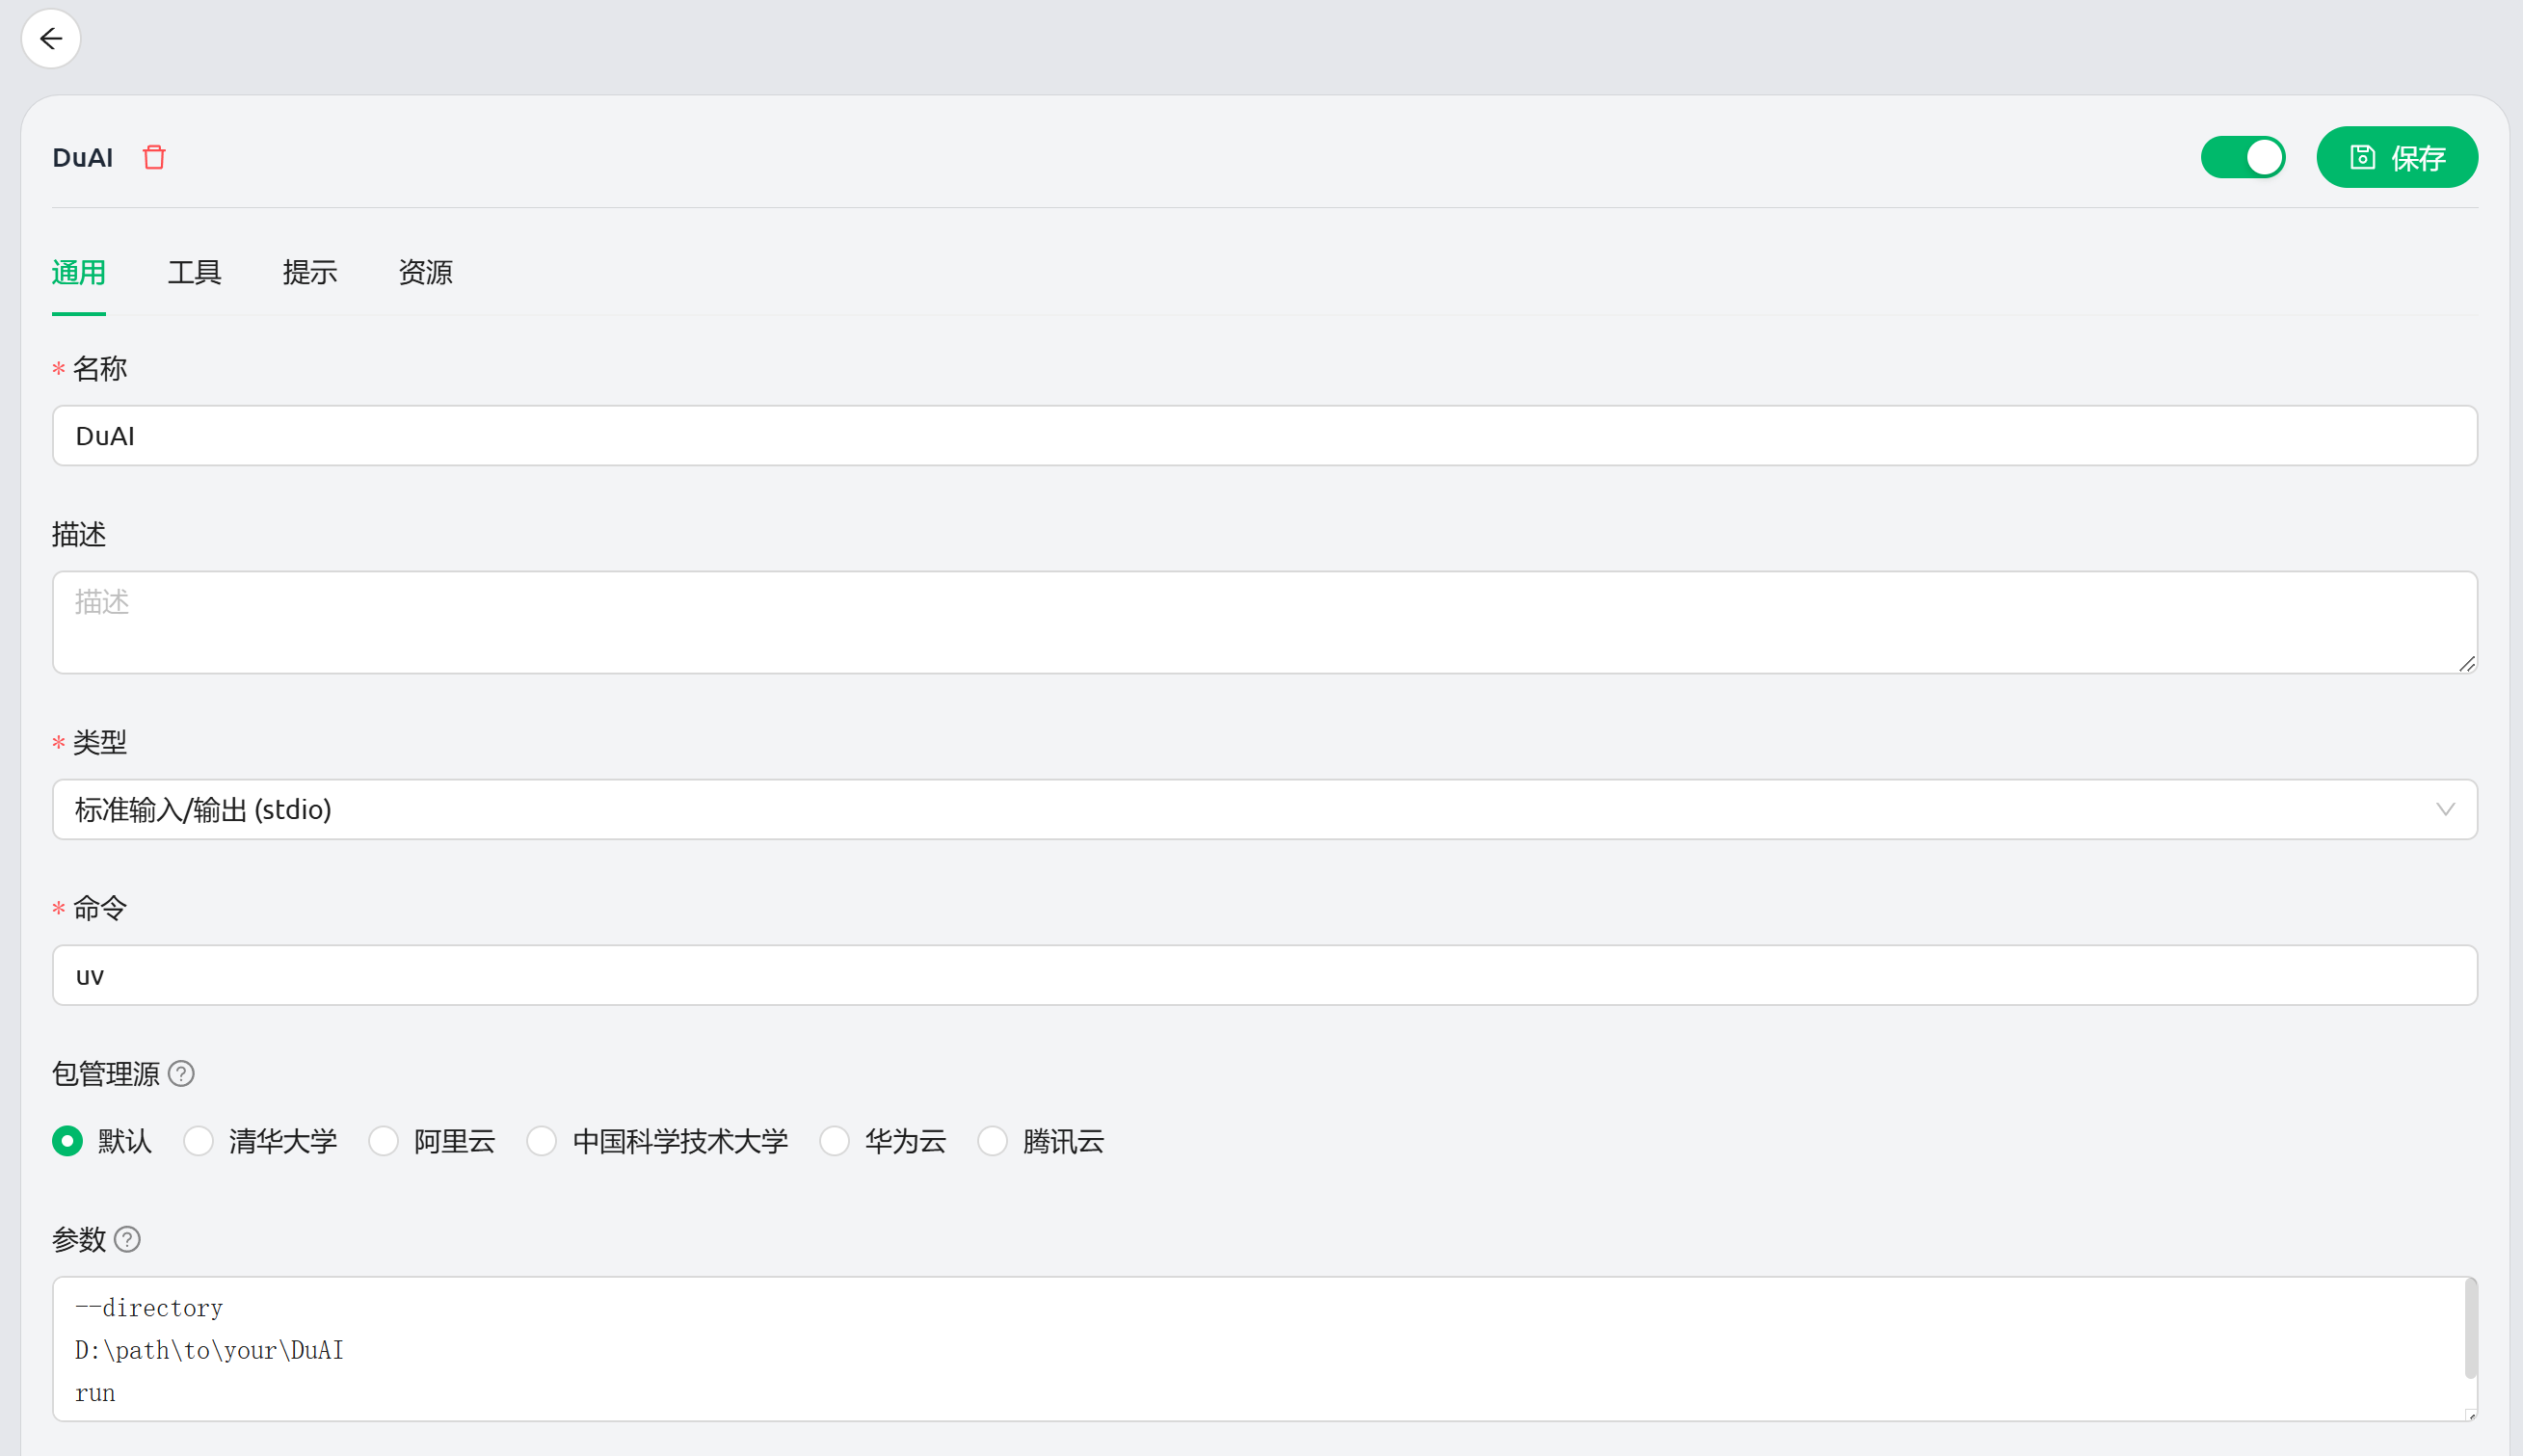 DuAI
保存
通用 工具 提示 资源
* 名称
DuAI
描述
描述
* 类型
标准输入/输出 (stdio)
* 命令
uv
包管理源 ?
默认 清华大学 阿里云 中国科学技术大学 华为云 腾讯云
参数 ?
--directory
D:\path\to\your\DuAI
run